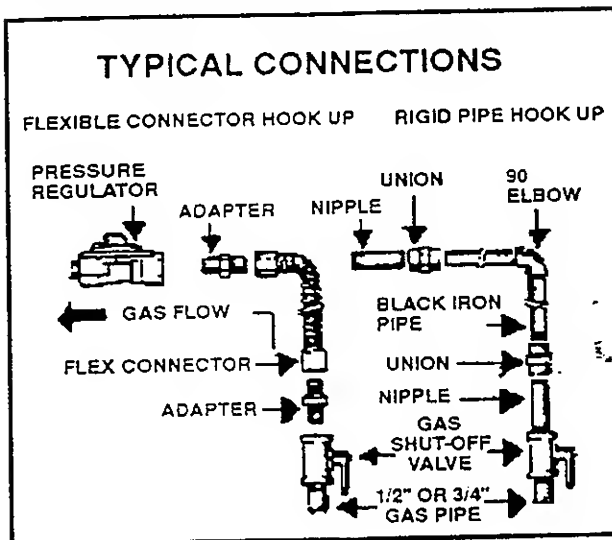 TYPICAL CONNECTIONS
FLEXIBLE CONNECTOR HOOK UP
RIGID PIPE HOOK UP
PRESSURE
REGULATOR
ADAPTER
NIPPLE
UNION
90
ELBOW
GAS FLOW
BLACK IRON
PIPE
FLEX CONNECTOR
UNION
ADAPTER
NIPPLE
GAS
SHUT-OFF
VALVE
1/2" OR 3/4"
GAS PIPE